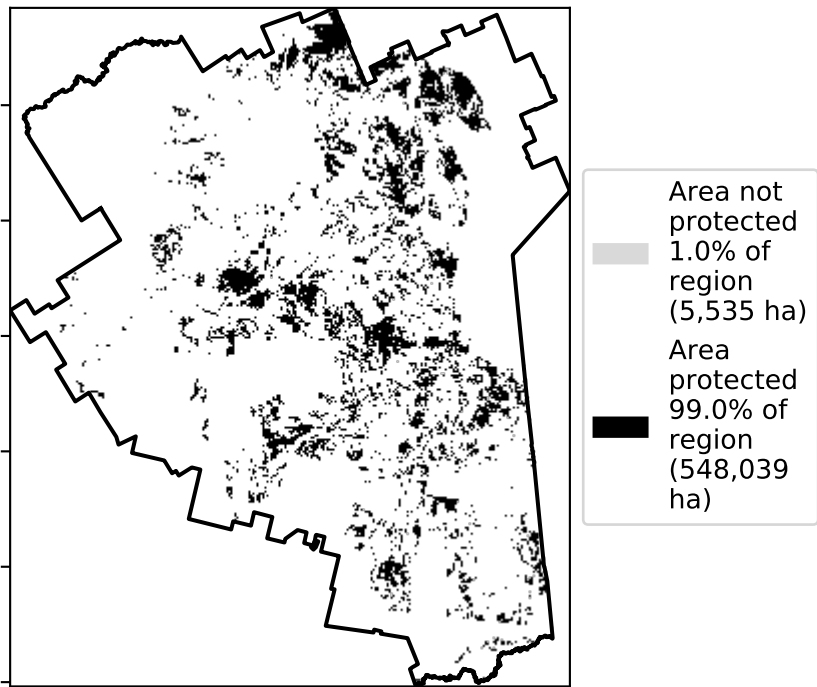 Area not
protected
1.0% of
region
(5,535 ha)
Area
protected
99.0% of
region
(548,039
ha)